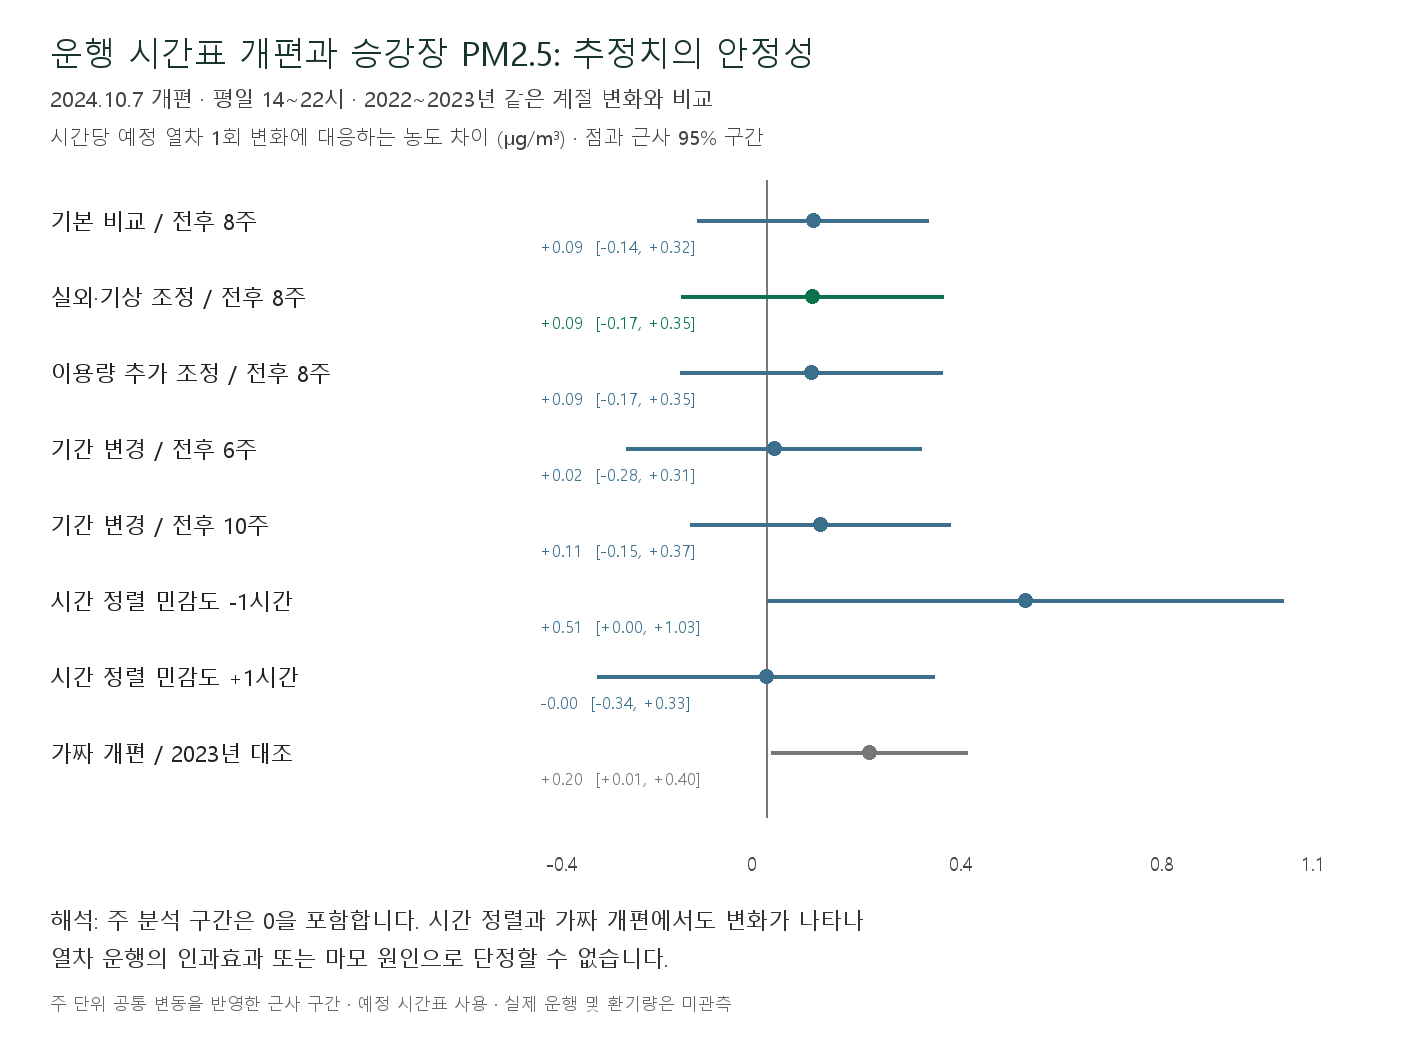 운행 시간표 개편과 승강장 PM2.5: 추정치의 안정성
2024.10.7 개편 · 평일 14~22시 · 2022~2023년 같은 계절 변화와 비교
시간당 예정 열차 1회 변화에 대응하는 농도 차이 (μg/m³) · 점과 근사 95% 구간
기본 비교 / 전후 8주
+0.09 [-0.14, +0.32]
실외·기상 조정 / 전후 8주
+0.09 [-0.17, +0.35]
이용량 추가 조정 / 전후 8주
+0.09 [-0.17, +0.35]
기간 변경 / 전후 6주
+0.02 [-0.28, +0.31]
기간 변경 / 전후 10주
+0.11 [-0.15, +0.37]
시간 정렬 민감도 -1시간
+0.51 [+0.00, +1.03]
시간 정렬 민감도 +1시간
-0.00 [-0.34, +0.33]
가짜 개편 / 2023년 대조
+0.20 [+0.01, +0.40]
-0.4 0 0.4 0.8 1.1
해석: 주 분석 구간은 0을 포함합니다. 시간 정렬과 가짜 개편에서도 변화가 나타나
열차 운행의 인과효과 또는 마모 원인으로 단정할 수 없습니다.
주 단위 공통 변동을 반영한 근사 구간 · 예정 시간표 사용 · 실제 운행 및 환기량은 미관측